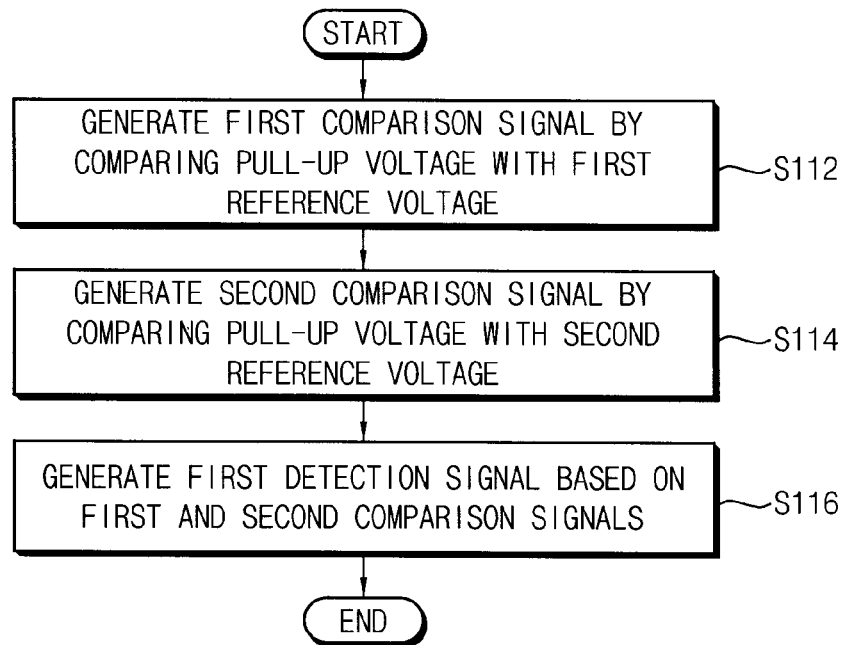 START
GENERATE FIRST COMPARISON SIGNAL BY
COMPARING PULL-UP VOLTAGE WITH FIRST
REFERENCE VOLTAGE
S112
GENERATE SECOND COMPARISON SIGNAL BY
COMPARING PULL-UP VOLTAGE WITH SECOND
REFERENCE VOLTAGE
S114
GENERATE FIRST DETECTION SIGNAL BASED ON
FIRST AND SECOND COMPARISON SIGNALS
S116
END